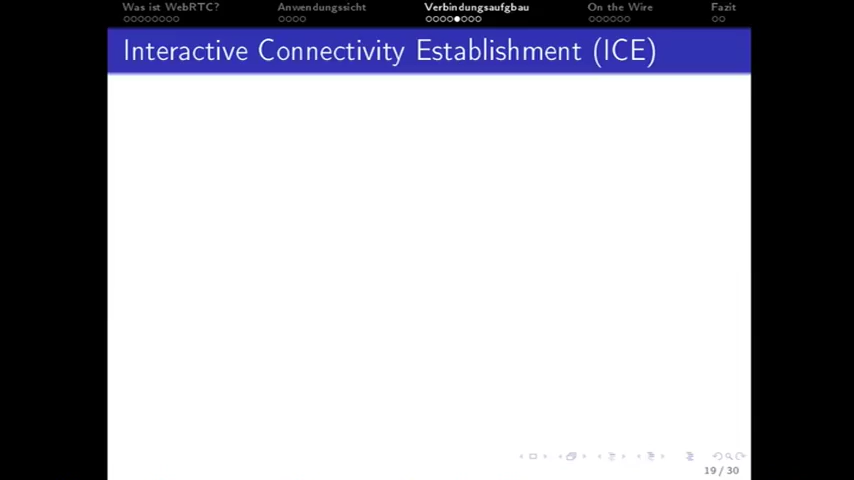 Was ist WebRTC? Anwendungssicht Verbindungsaufbau On the Wire Fazit
Interactive Connectivity Establishment (ICE)
19 / 30